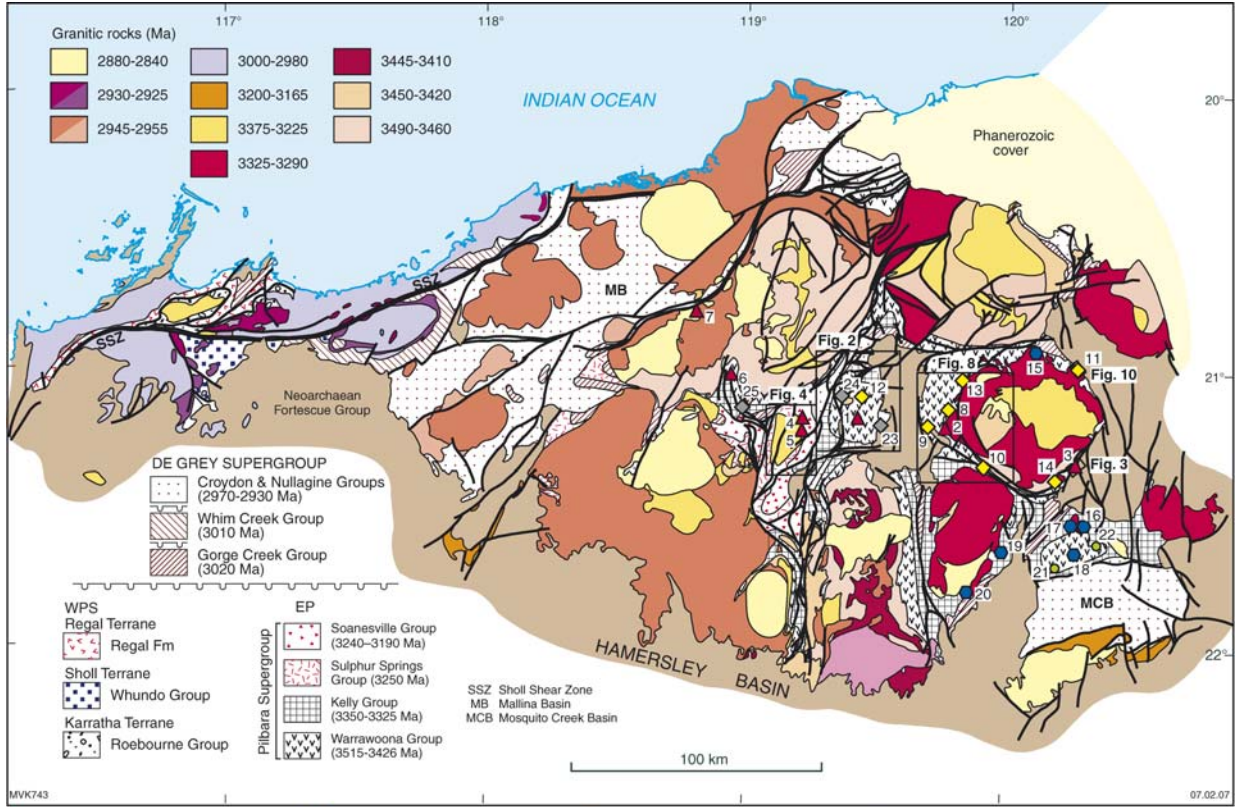 117°
118°
119°
120°
Granitic rocks (Ma)
2880-2840
3000-2980
3445-3410
2930-2925
3200-3165
3450-3420
2945-2955
3375-3225
3490-3460
3325-3290
INDIAN OCEAN
20°
Phanerozoic
cover
SSZ
MB
7
SSZ
Fig. 2
Fig. 8
15
11
Fig. 10
6
25
24
12
13
21°
21°
Neoarchaean
Fortescue Group
Fig. 4
4
5
23
8
2
9
10
3
14
Fig. 3
DE GREY SUPERGROUP
Croydon & Nullagine Groups
(2970-2930 Ma)
Whim Creek Group
(3010 Ma)
Gorge Creek Group
(3020 Ma)
17
16
22
19
18
21
20
MCB
WPS
Regal Terrane
Regal Fm
Sholl Terrane
Whundo Group
Karratha Terrane
Roebourne Group
EP
Pilbara Supergroup
Soanesville Group
(3240–3190 Ma)
Sulphur Springs
Group (3250 Ma)
Kelly Group
(3350-3325 Ma)
Warrawoona Group
(3515-3426 Ma)
HAMERSLEY BASIN
22°
SSZ Sholl Shear Zone
MB Mallina Basin
MCB Mosquito Creek Basin
100 km
MVK743
07.02.07